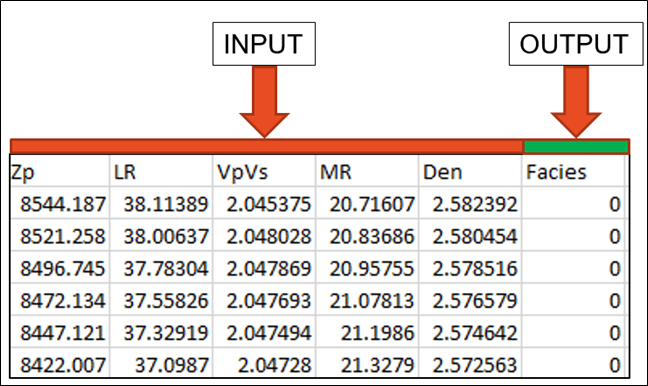 INPUT OUTPUT
Zp LR VpVs MR Den Facies
8544.187 38.11389 2.045375 20.71607 2.582392 0
8521.258 38.00637 2.048028 20.83686 2.580454 0
8496.745 37.78304 2.047869 20.95755 2.578516 0
8472.134 37.55826 2.047693 21.07813 2.576579 0
8447.121 37.32919 2.047494 21.1986 2.574642 0
8422.007 37.0987 2.04728 21.3279 2.572563 0